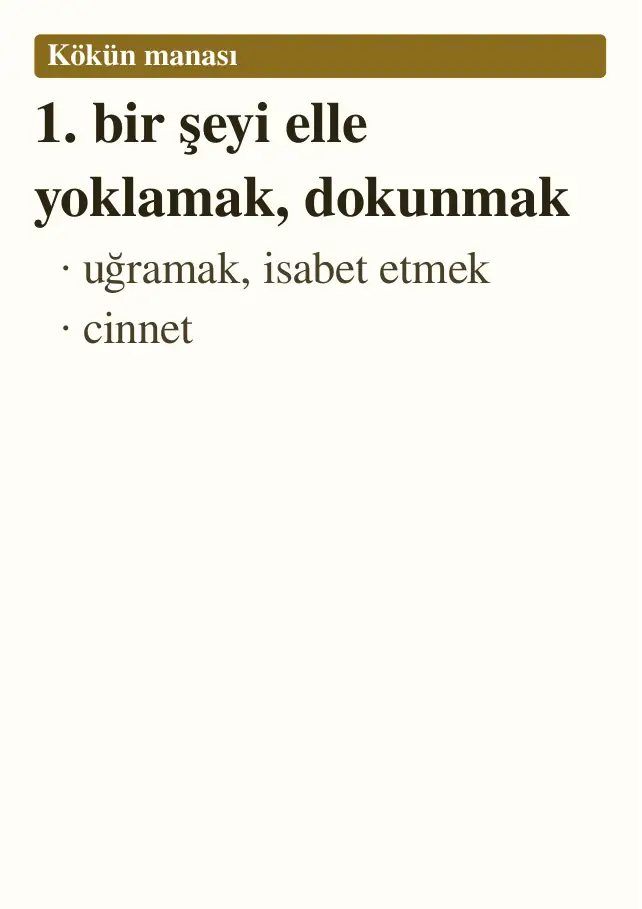 Kökün manası
1. bir şeyi elle
yoklamak, dokunmak
· uğramak, isabet etmek
· cinnet